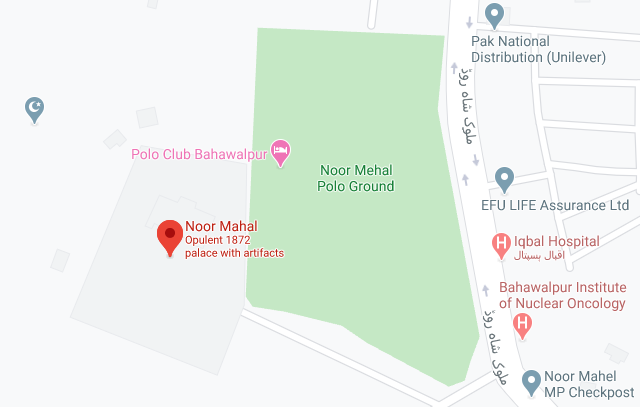 Pak National
Distribution (Unilever)
ملوک شاہ روڈ
Polo Club Bahawalpur
Noor Mehal
Polo Ground
EFU LIFE Assurance Ltd
Noor Mahal
Opulent 1872
palace with artifacts
Iqbal Hospital
اقبال ہسپتال
Bahawalpur Institute
of Nuclear Oncology
ملوک شاہ روڈ
Noor Mahel
MP Checkpost